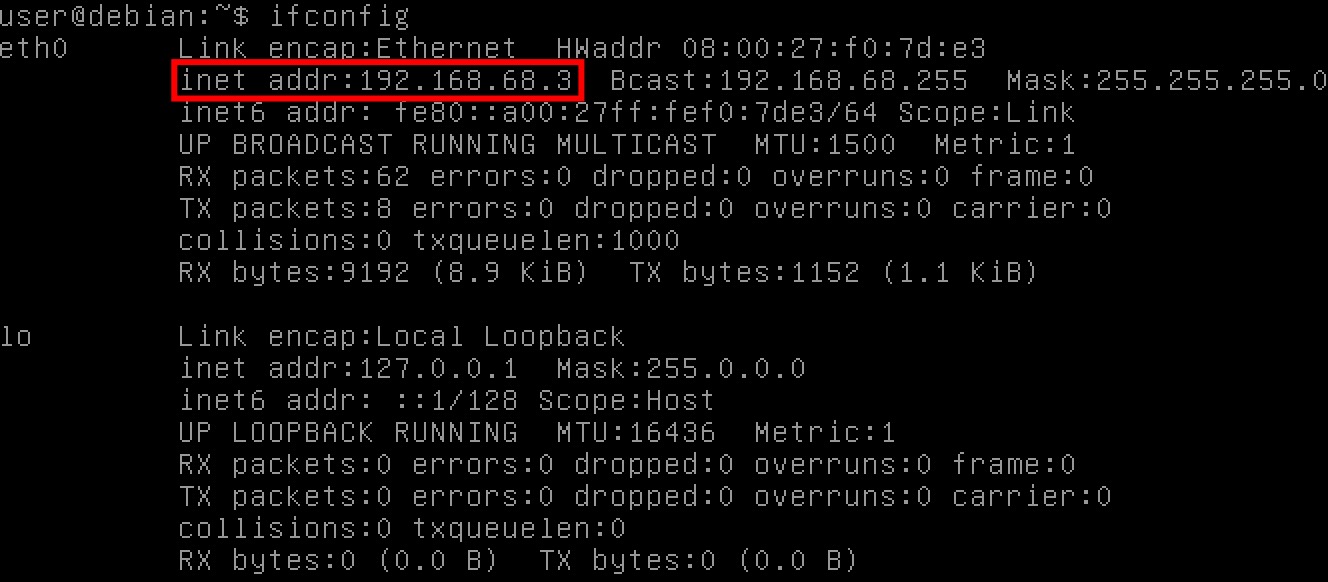 user@debian:~$ ifconfig
eth0      Link encap:Ethernet  HWaddr 08:00:27:f0:7d:e3
          inet addr:192.168.68.3  Bcast:192.168.68.255  Mask:255.255.255.0
          inet6 addr: fe80::a00:27ff:fef0:7de3/64 Scope:Link
          UP BROADCAST RUNNING MULTICAST  MTU:1500  Metric:1
          RX packets:62 errors:0 dropped:0 overruns:0 frame:0
          TX packets:8 errors:0 dropped:0 overruns:0 carrier:0
          collisions:0 txqueuelen:1000
          RX bytes:9192 (8.9 KiB)  TX bytes:1152 (1.1 KiB)
lo        Link encap:Local Loopback
          inet addr:127.0.0.1  Mask:255.0.0.0
          inet6 addr: ::1/128 Scope:Host
          UP LOOPBACK RUNNING  MTU:16436  Metric:1
          RX packets:0 errors:0 dropped:0 overruns:0 frame:0
          TX packets:0 errors:0 dropped:0 overruns:0 carrier:0
          collisions:0 txqueuelen:0
          RX bytes:0 (0.0 B)  TX bytes:0 (0.0 B)